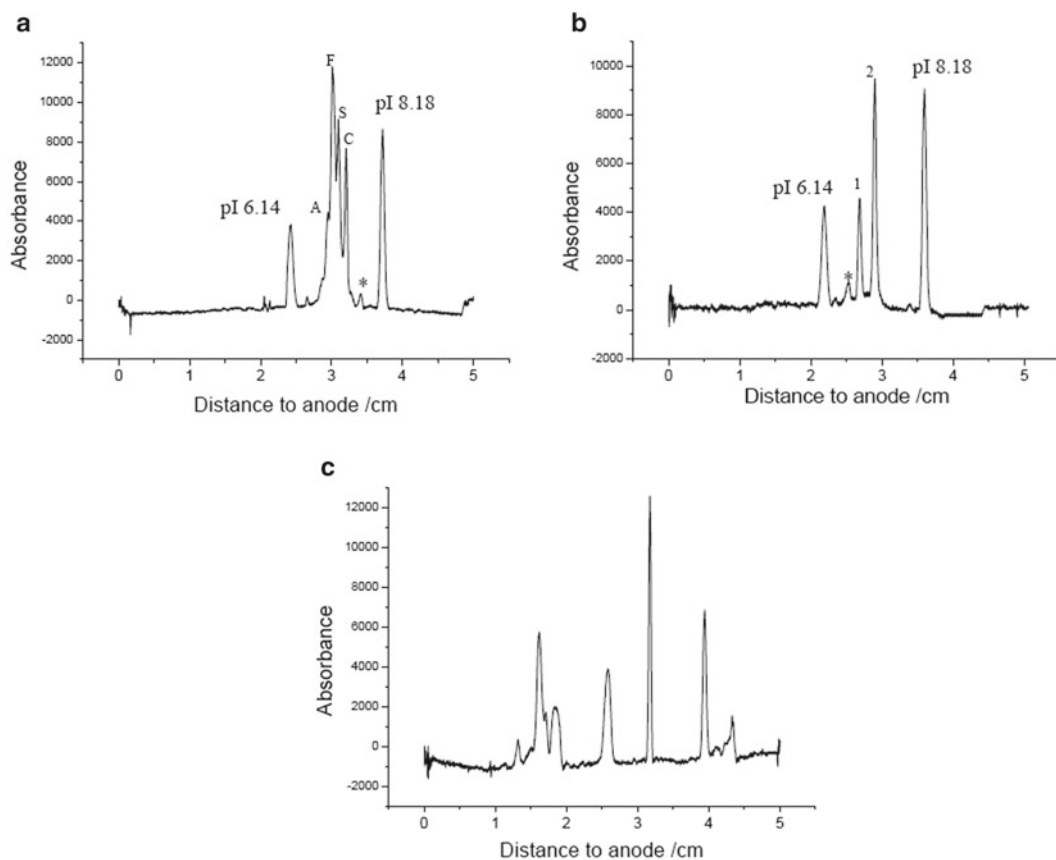 a
12000
10000
8000
6000
4000
2000
0
-2000
Absorbance
pI 6.14
A
F
S
C
*
pI 8.18
0 1 2 3 4 5
Distance to anode /cm
b
10000
8000
6000
4000
2000
0
-2000
Absorbance
pI 6.14
*
1
2
pI 8.18
0 1 2 3 4 5
Distance to anode /cm
c
12000
10000
8000
6000
4000
2000
0
-2000
Absorbance
0 1 2 3 4 5
Distance to anode /cm